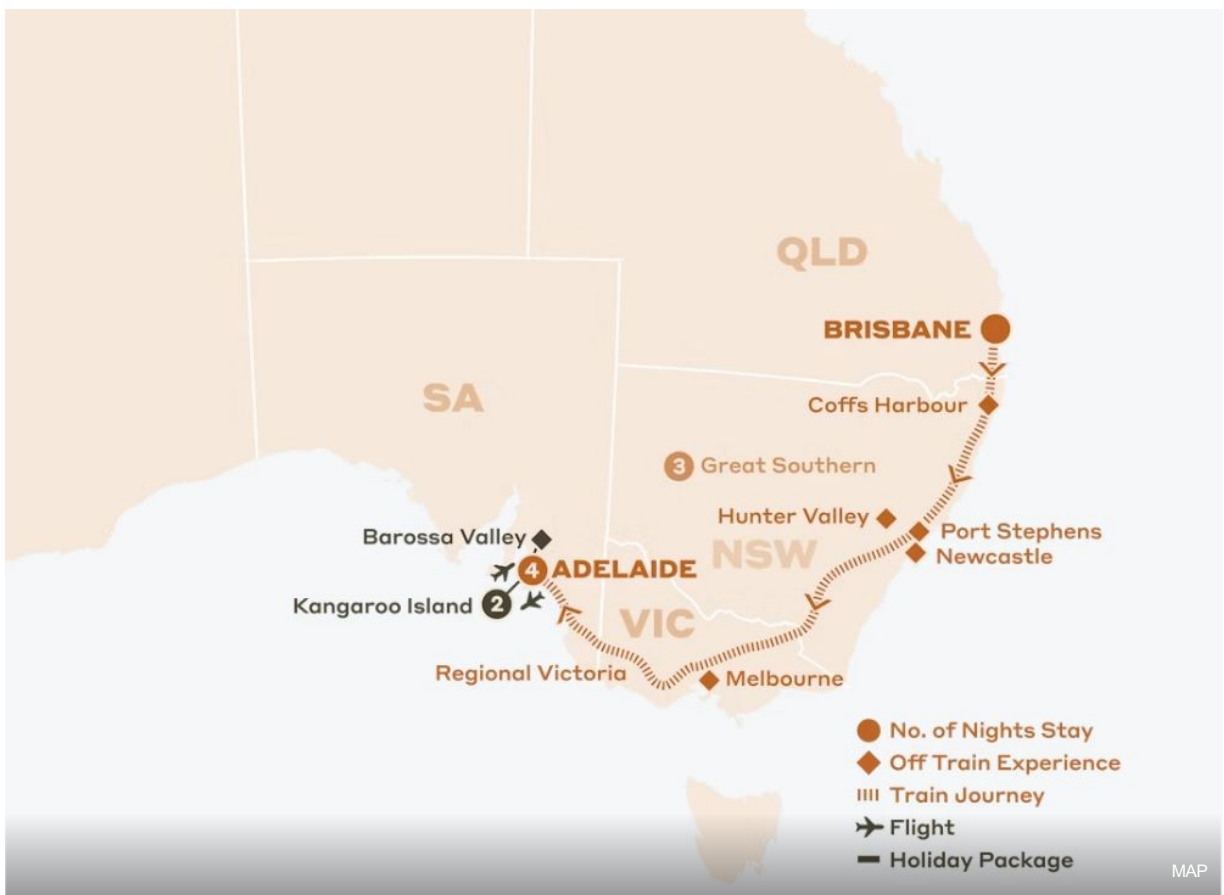 QLD
BRISBANE
SA
Coffs Harbour
3 Great Southern
Hunter Valley
Port Stephens
Barossa Valley
NSW
Newcastle
4 ADELAIDE
Kangaroo Island 2
VIC
Regional Victoria
Melbourne
No. of Nights Stay
Off Train Experience
Train Journey
Flight
Holiday Package
MAP